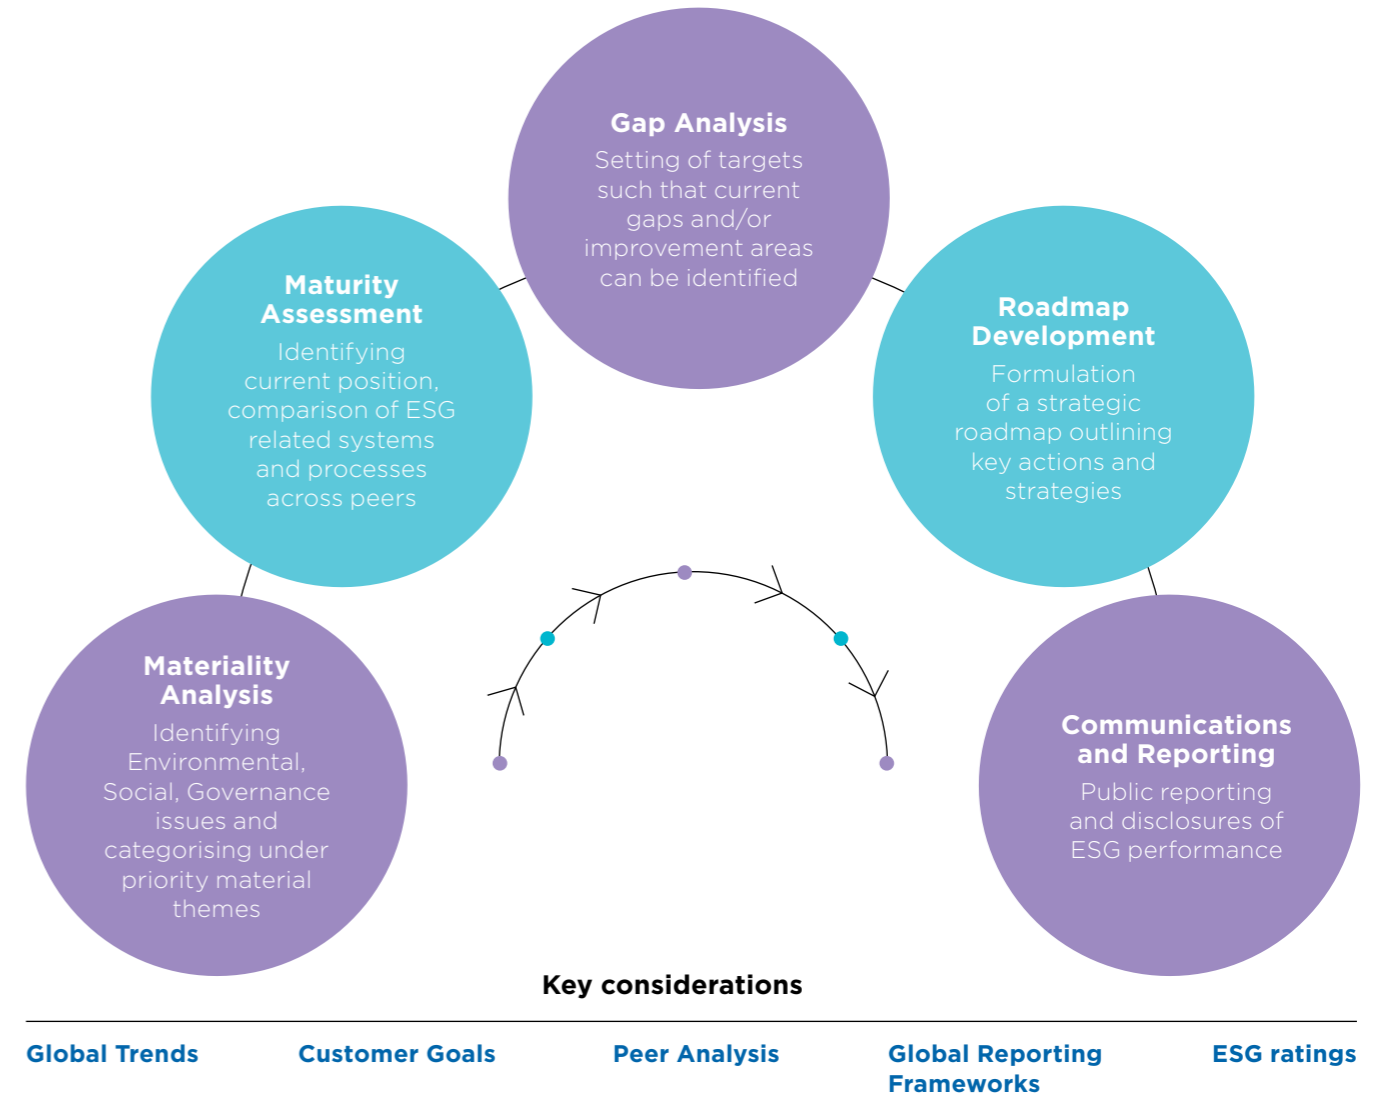 Gap Analysis
Setting of targets
such that current
gaps and/or
improvement areas
can be identified
Maturity
Assessment
Identifying
current position,
comparison of ESG
related systems
and processes
across peers
Roadmap
Development
Formulation
of a strategic
roadmap outlining
key actions and
strategies
Materiality
Analysis
Identifying
Environmental,
Social, Governance
issues and
categorising under
priority material
themes
Communications
and Reporting
Public reporting
and disclosures of
ESG performance
Key considerations
Global Trends
Customer Goals
Peer Analysis
Global Reporting
Frameworks
ESG ratings